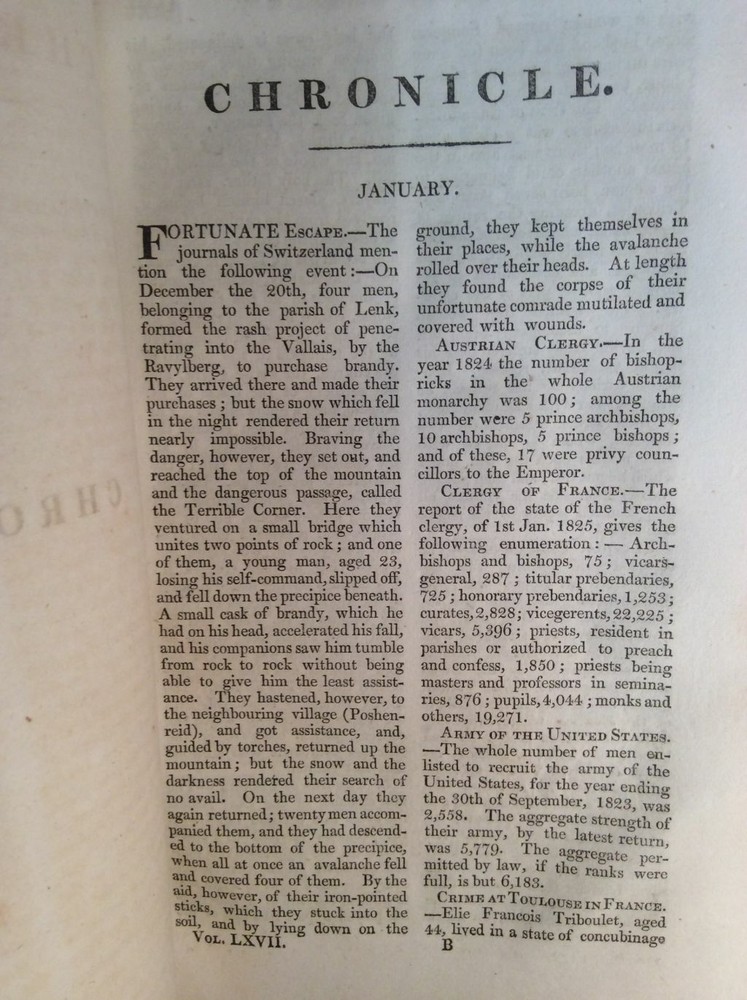 CHRONICLE.
JANUARY.
FORTUNATE ESCAPE.—The
journals of Switzerland men-
tion the following event:—On
December the 20th, four men,
belonging to the parish of Lenk,
formed the rash project of pene-
trating into the Vallais, by the
Ravylberg, to purchase brandy.
They arrived there and made their
purchases; but the snow which fell
in the night rendered their return
nearly impossible. Braving the
danger, however, they set out, and
reached the top of the mountain
and the dangerous passage, called
the Terrible Corner. Here they
ventured on a small bridge which
unites two points of rock; and one
of them, a young man, aged 23,
losing his self-command, slipped off,
and fell down the precipice beneath.
A small cask of brandy, which he
had on his head, accelerated his fall,
and his companions saw him tumble
from rock to rock without being
able to give him the least assist-
ance. They hastened, however, to
the neighbouring village (Poshen-
reid), and got assistance, and,
guided by torches, returned up the
mountain; but the snow and the
darkness rendered their search of
no avail. On the next day they
again returned; twenty men accom-
panied them, and they had descend-
ed to the bottom of the precipice,
when all at once an avalanche fell
and covered four of them. By the
aid, however, of their iron-pointed
sticks, which they stuck into the
soil, and by lying down on the
VOL. LXVII.
ground, they kept themselves in
their places, while the avalanche
rolled over their heads. At length
they found the corpse of their
unfortunate comrade mutilated and
covered with wounds.
AUSTRIAN CLERGY.—In the
year 1824 the number of bishop-
ricks in the whole Austrian
monarchy was 100; among the
number were 5 prince archbishops,
10 archbishops, 5 prince bishops;
and of these, 17 were privy coun-
cillors to the Emperor.
CLERGY OF FRANCE.—The
report of the state of the French
clergy, of 1st Jan. 1825, gives the
following enumeration:—Arch-
bishops and bishops, 75; vicars-
general, 287; titular prebendaries,
725; honorary prebendaries, 1,253;
curates, 2,828; vicegerents, 22,225;
vicars, 5,396; priests, resident in
parishes or authorized to preach
and confess, 1,850; priests being
masters and professors in semina-
ries, 876; pupils, 4,044; monks and
others, 19,271.
ARMY OF THE UNITED STATES.
—The whole number of men en-
listed to recruit the army of the
United States, for the year ending
the 30th of September, 1823, was
2,558. The aggregate strength of
their army, by the latest return,
was 5,779. The aggregate per-
mitted by law, if the ranks were
full, is but 6,183.
CRIME AT TOULOUSE IN FRANCE.
—Elie Francois Triboulet, aged
44, lived in a state of concubinage
B